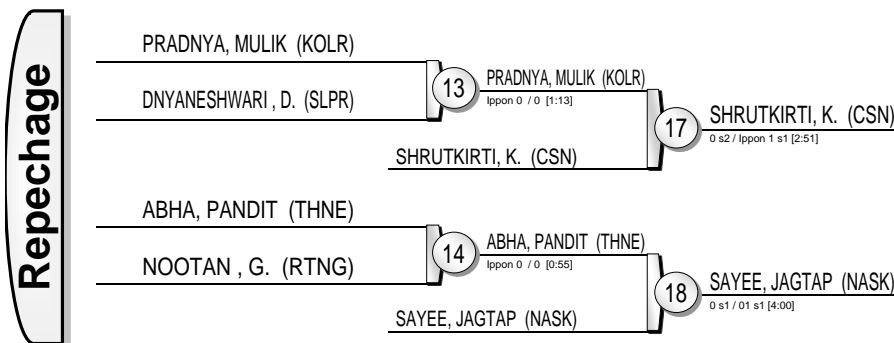 Repechage
PRADNYA, MULIK (KOLR)
DNYANESHWARI , D. (SLPR)
13
PRADNYA, MULIK (KOLR)
Ippon 0 / 0 [1:13]
SHRUTKIRTI, K. (CSN)
17
SHRUTKIRTI, K. (CSN)
0 s2 / Ippon 1 s1 [2:51]
ABHA, PANDIT (THNE)
NOOTAN , G. (RTNG)
14
ABHA, PANDIT (THNE)
Ippon 0 / 0 [0:55]
SAYEE, JAGTAP (NASK)
18
SAYEE, JAGTAP (NASK)
0 s1 / 01 s1 [4:00]